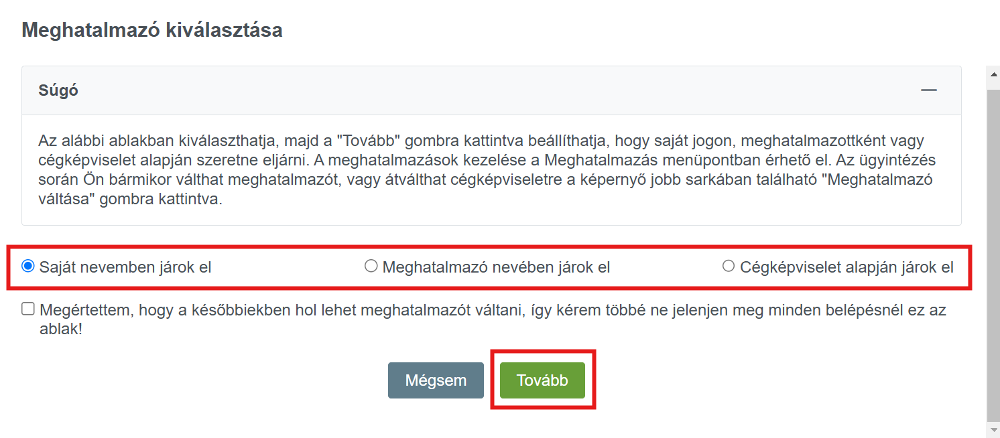 Meghatalmazó kiválasztása
Súgó
Az alábbi ablakban kiválaszthatja, majd a "Tovább" gombra kattintva beállíthatja, hogy saját jogon, meghatalmazottként vagy
cégképviselet alapján szeretne eljárni. A meghatalmazások kezelése a Meghatalmazás menüpontban érhető el. Az ügyintézés
során Ön bármikor válthat meghatalmazót, vagy átválthat cégképviseletre a képernyő jobb sarkában található "Meghatalmazó
váltása" gombra kattintva.
Saját nevemben járok el Meghatalmazó nevében járok el Cégképviselet alapján járok el
Megértettem, hogy a későbbiekben hol lehet meghatalmazót váltani, így kérem többé ne jelenjen meg minden belépésnél ez az
ablak!
Mégsem Tovább